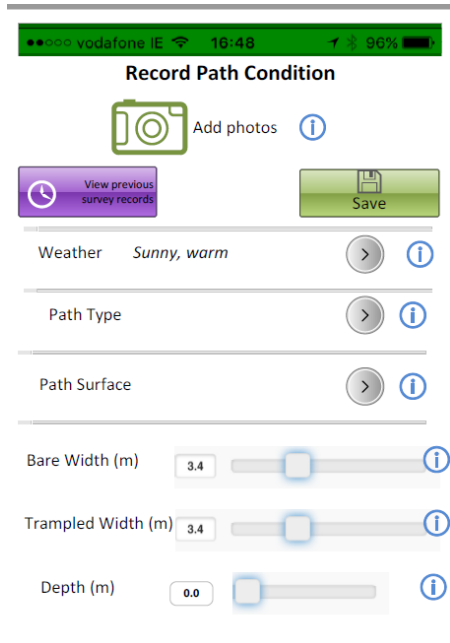 vodafone IE 16:48 96%
Record Path Condition
Add photos
View previous
survey records
Save
Weather Sunny, warm
Path Type
Path Surface
Bare Width (m) 3.4
Trampled Width (m) 3.4
Depth (m) 0.0